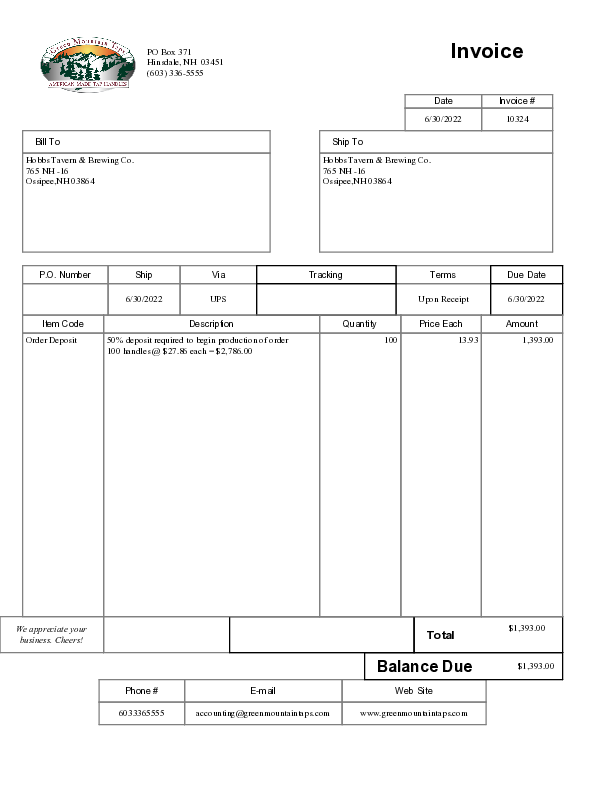 Green Mountain Taps
AMERICAN MADE TAP HANDLES
PO Box 371
Hinsdale, NH 03451
(603) 336-5555
Invoice
Date Invoice #
6/30/2022 10324
Bill To
Hobbs Tavern & Brewing Co.
765 NH -16
Ossipee,NH 03864
Ship To
Hobbs Tavern & Brewing Co.
765 NH -16
Ossipee,NH 03864
P.O. Number Ship Via Tracking Terms Due Date
6/30/2022 UPS Upon Receipt 6/30/2022
Item Code Description Quantity Price Each Amount
Order Deposit 50% deposit required to begin production of order 100 13.93 1,393.00
100 handles @ $27.86 each = $2,786.00
We appreciate your
business. Cheers!
Total $1,393.00
Balance Due $1,393.00
Phone # E-mail Web Site
6033365555 accounting@greenmountaintaps.com www.greenmountaintaps.com